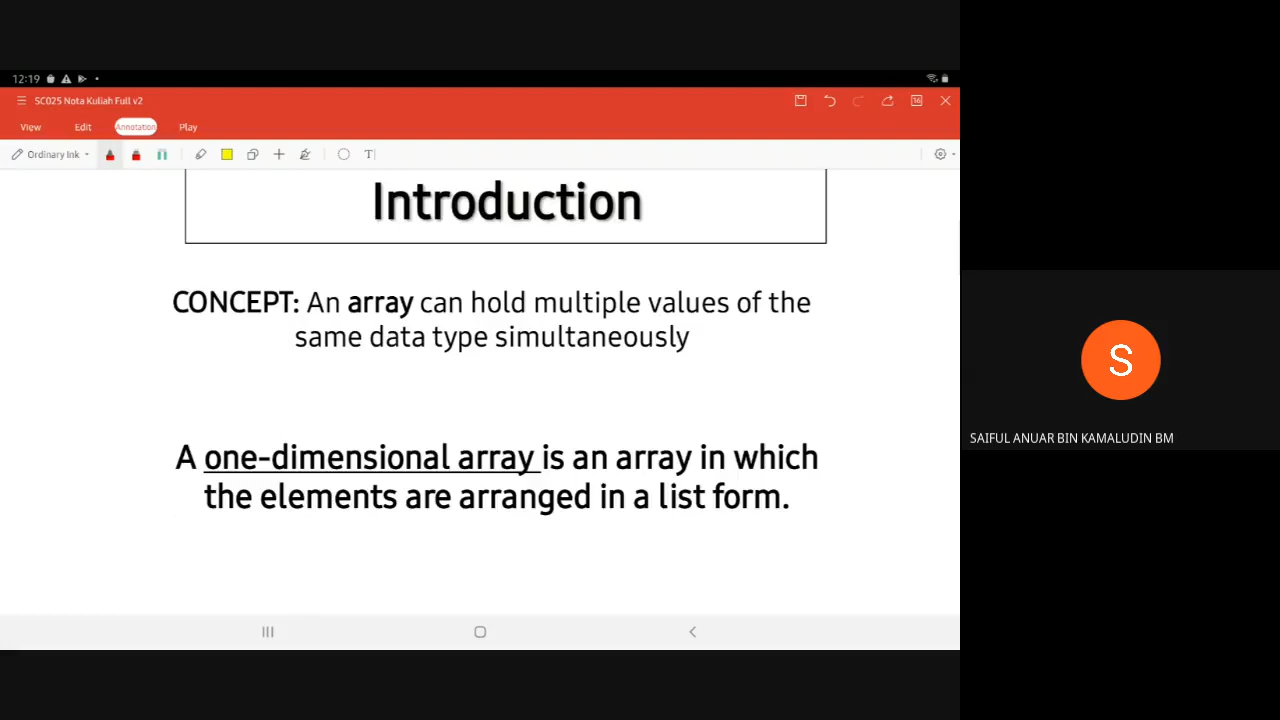 12:19
SC025 Nota Kuliah Full v2
16
View Edit Annotation Play
Ordinary Ink T
Introduction
CONCEPT: An array can hold multiple values of the
same data type simultaneously
A one-dimensional array is an array in which
the elements are arranged in a list form.
S
SAIFUL ANUAR BIN KAMALUDIN BM